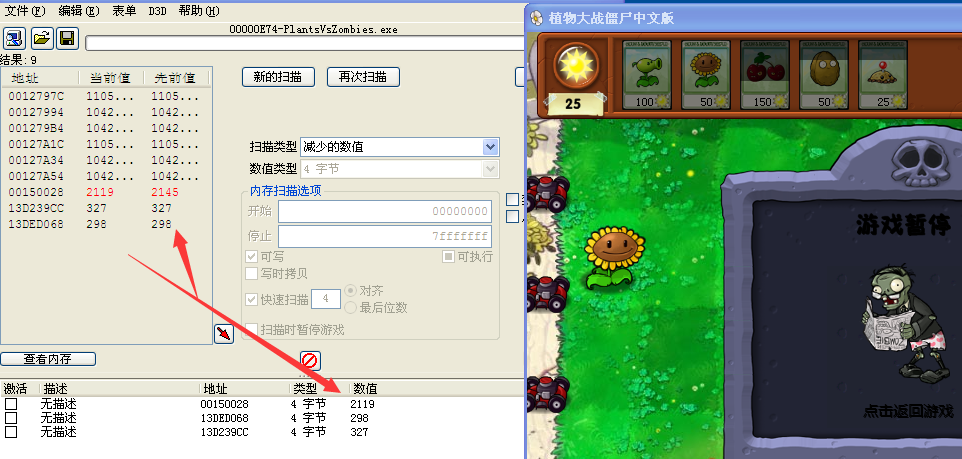 文件(F) 编辑(E) 表单 D3D 帮助(H)
00000E74-PlantsVsZombies.exe
结果: 9
地址 当前值 先前值
0012797C 1105... 1105...
00127994 1042... 1042...
001279B4 1042... 1042...
00127A1C 1105... 1105...
00127A34 1042... 1042...
00127A54 1042... 1042...
00150028 2119 2145
13D239CC 327 327
13DED068 298 298
查看内存
新的扫描 再次扫描
扫描类型 减少的数值
数值类型 4 字节
内存扫描选项
开始 00000000
停止 7fffffff
可写 可执行
写时拷贝
快速扫描 4 对齐
最后位数
扫描时暂停游戏
激活 描述 地址 类型 数值
无描述 00150028 4 字节 2119
无描述 13DED068 4 字节 298
无描述 13D239CC 4 字节 327
植物大战僵尸中文版
25
100 50 150 50 25
游戏暂停
ZOMBIE
点击返回游戏